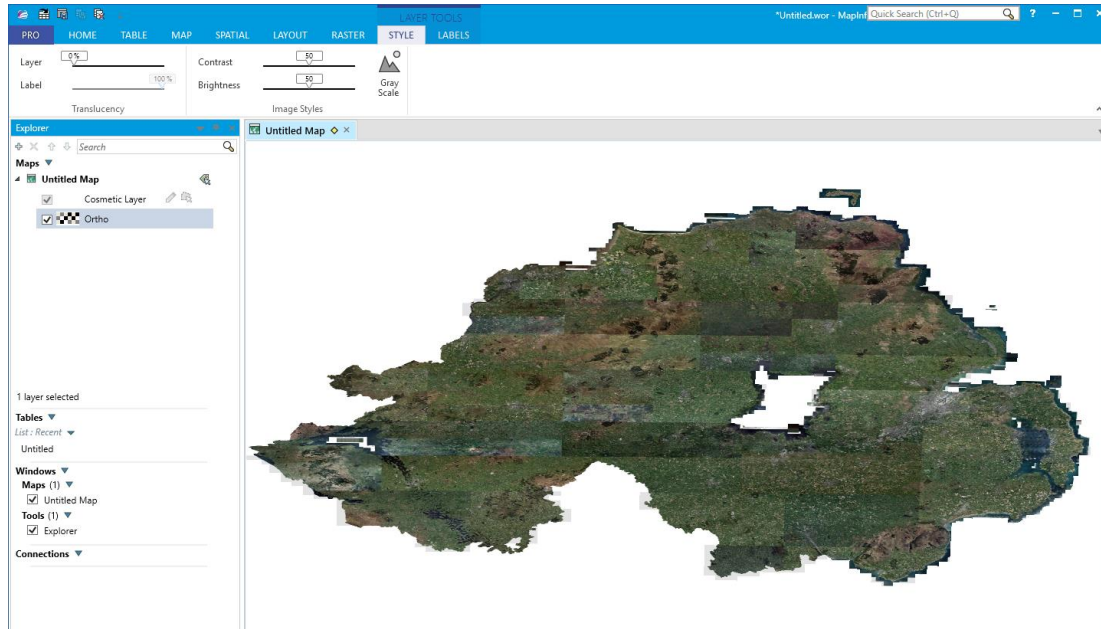 LAYER TOOLS
*Untitled.wor - MapInf
Quick Search (Ctrl+Q)
?
PRO HOME TABLE MAP SPATIAL LAYOUT RASTER STYLE LABELS
Layer 0 % Contrast 50
Label 100 % Brightness 50
Gray
Scale
Translucency Image Styles
Explorer
Untitled Map
Search
Maps
Untitled Map
Cosmetic Layer
Ortho
1 layer selected
Tables
List : Recent
Untitled
Windows
Maps (1)
Untitled Map
Tools (1)
Explorer
Connections